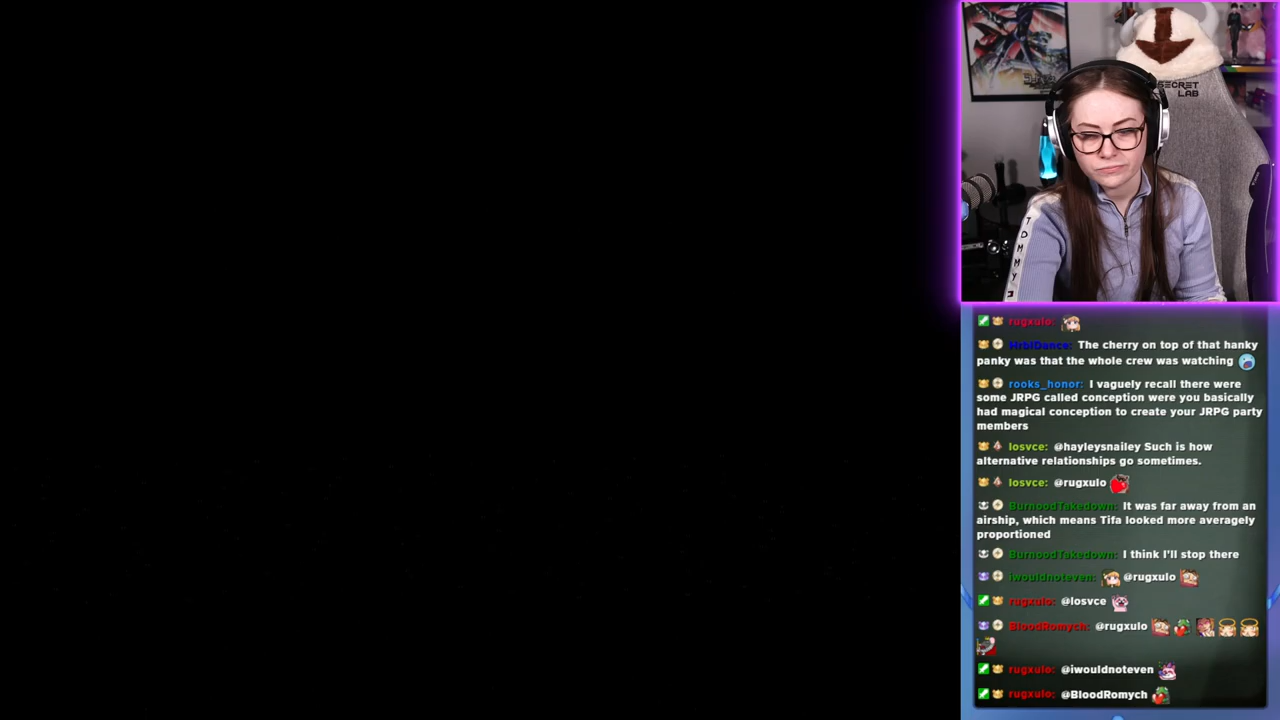 SECRET
LAB
TOMMY
rugxulo:
MrblDance: The cherry on top of that hanky
panky was that the whole crew was watching
rooks_honor: I vaguely recall there were
some JRPG called conception were you basically
had magical conception to create your JRPG party
members
losvce: @hayleysnailey Such is how
alternative relationships go sometimes.
losvce: @rugxulo
BurnoodTakedown: It was far away from an
airship, which means Tifa looked more averagely
proportioned
BurnoodTakedown: I think I'll stop there
iwouldnoteven: @rugxulo
rugxulo: @losvce
BloodRomych: @rugxulo
rugxulo: @iwouldnoteven
rugxulo: @BloodRomych